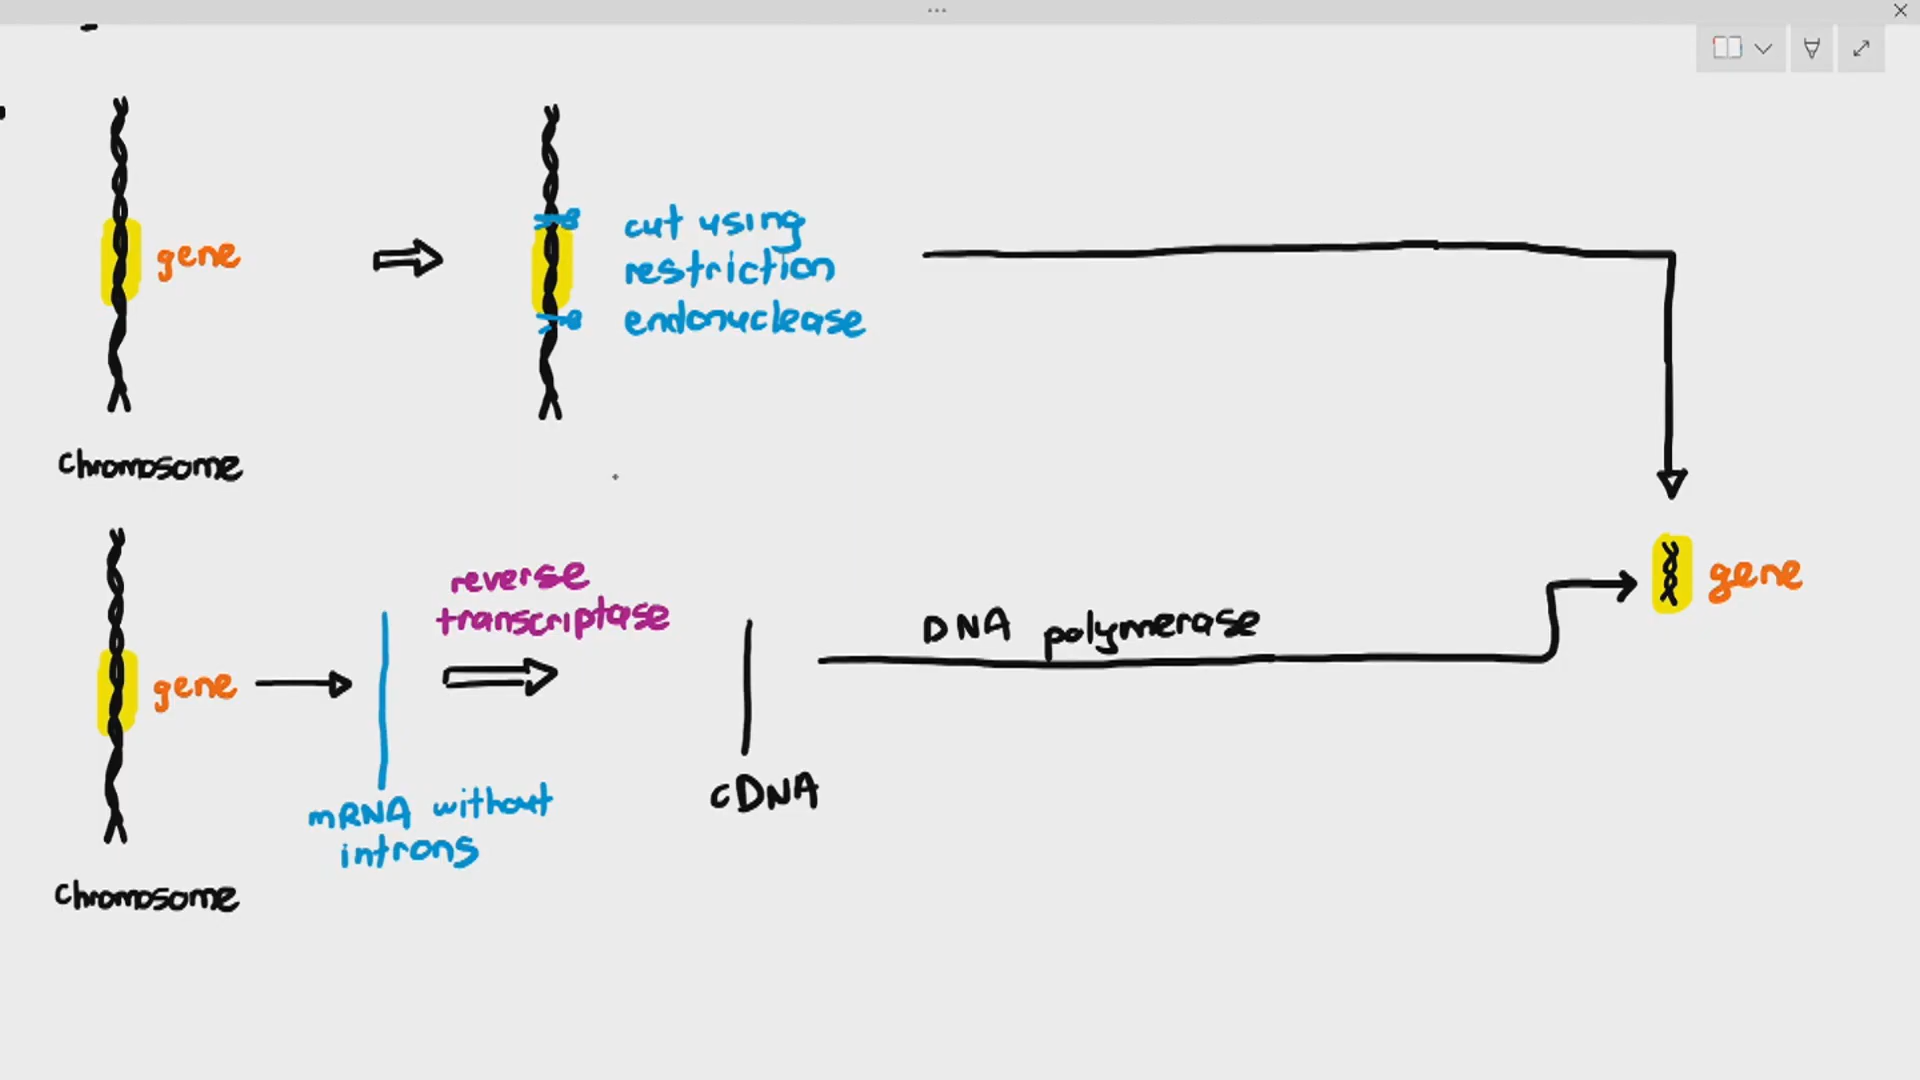 gene
cut using
restriction
endonuclease
chromosome
reverse
transcriptase
DNA polymerase
gene
gene
mRNA without
introns
cDNA
chromosome